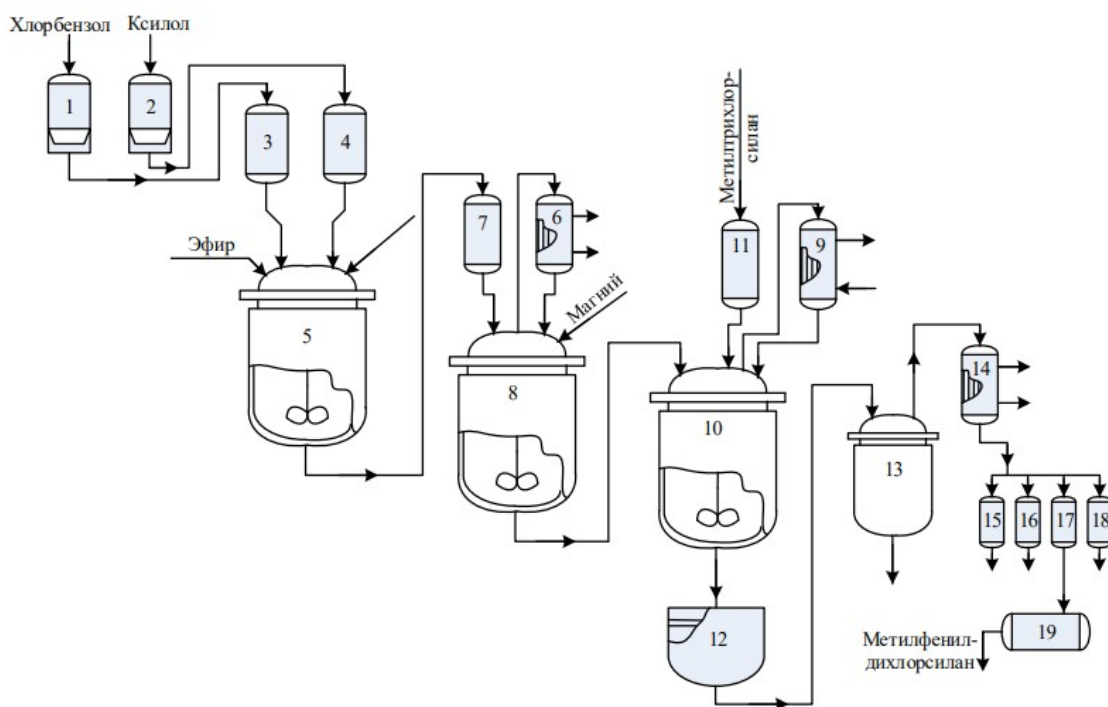 Хлорбензол
Ксилол
1
2
3
4
Эфир
5
7
6
Магний
8
Метилтрихлор-
силан
11
9
10
12
13
14
15
16
17
18
19
Метилфенил-
дихлорсилан